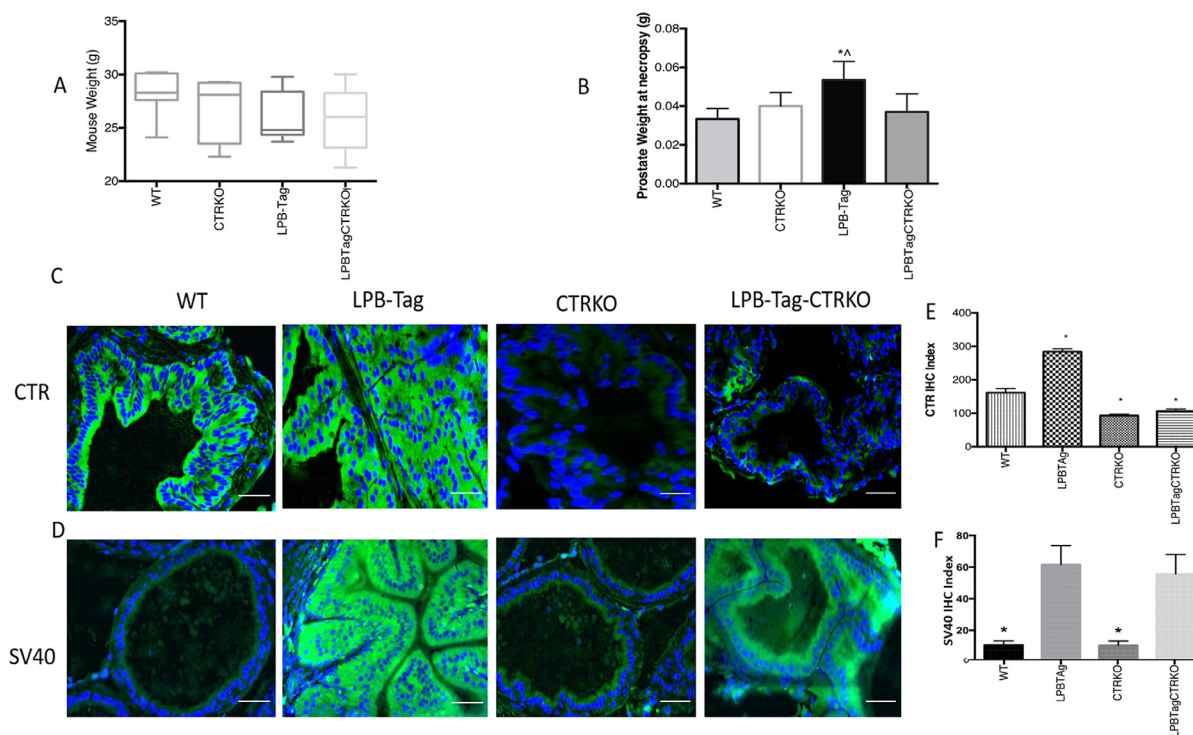 A
Mouse Weight (g)
35
30
25
20
WT
CTRKO
LPB-Tag
LPBTagCTRKO
B
Prostate Weight at necropsy (g)
0.08
0.06
0.04
0.02
0.00
*^
WT
CTRKO
LPB-Tag
LPBTagCTRKO
C
WT
LPB-Tag
CTRKO
LPB-Tag-CTRKO
CTR
D
SV40
E
CTR IHC Index
400
300
200
100
0
*
*
*
WT
LPBTAg
CTRKO
LPBTagCTRKO
F
SV40 IHC Index
80
60
40
20
0
*
*
WT
LPBTAg
CTRKO
LPBTagCTRKO